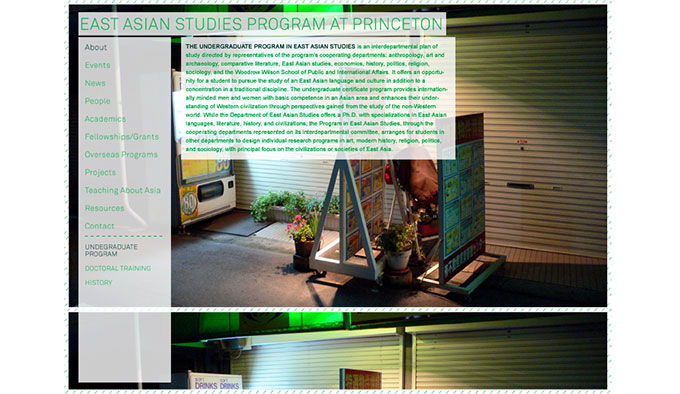 EAST ASIAN STUDIES PROGRAM AT PRINCETON
About
Events
News
People
Academics
Fellowships/Grants
Overseas Programs
Projects
Teaching About Asia
Resources
Contact
UNDEGRADUATE
PROGRAM
DOCTORAL TRAINING
HISTORY
THE UNDERGRADUATE PROGRAM IN EAST ASIAN STUDIES is an interdepartmental plan of
study directed by representatives of the program's cooperating departments: anthropology, art and
archaeology, comparative literature, East Asian studies, economics, history, politics, religion,
sociology, and the Woodrow Wilson School of Public and International Affairs. It offers an opportu-
nity for a student to pursue the study of an East Asian language and culture in addition to a
concentration in a traditional discipline. The undergraduate certificate program provides internation-
ally minded men and women with basic competence in an Asian area and enhances their under-
standing of Western civilization through perspectives gained from the study of the non-Western
world. While the Department of East Asian Studies offers a Ph.D. with specializations in East Asian
languages, literature, history, and civilizations, the Program in East Asian Studies, through the
cooperating departments represented on its interdepartmental committee, arranges for students in
other departments to design individual research programs in art, modern history, religion, politics,
and sociology, with principal focus on the civilizations or societies of East Asia.
SOFT DRINKS
SOFT DRINKS